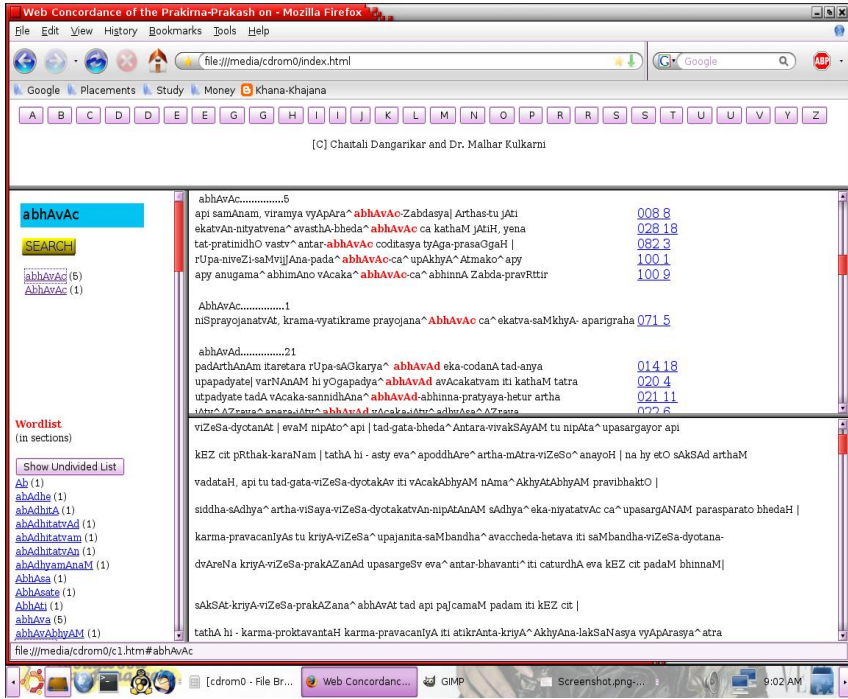 Web Concordance of the Prakirna-Prakash on - Mozilla Firefox
File Edit View History Bookmarks Tools Help
file:///media/cdrom0/index.html
G Google
ABP
Google Placements Study Money Khana-Khajana
A B C D D E E G G H I I J K L M N O P R R S S T U U V Y Z
[C] Chaitali Dangarikar and Dr. Malhar Kulkarni
abhAvAc
SEARCH
abhAvAc (5)
AbhAvAc (1)
abhAvAc...............5
api samAnam, viramya vyApAra^abhAvAc-Zabdasya| Arthas-tu jAti 008 8
ekatvAn-nityatvena^avasthA-bheda^abhAvAc ca kathaM jAtiH, yena 028 18
tat-pratinidhO vastv^antar-abhAvAc coditasya tyAga-prasaGgaH | 082 3
rUpa-niveZi-saMvijJAna-pada^abhAvAc-ca^upAkhyA^Atmako^apy 100 1
apy anugama^abhimAno vAcaka^abhAvAc-ca^abhinnA Zabda-pravRttir 100 9
AbhAvAc...............1
niSprayojanatvAt, krama-vyatikrame prayojana^AbhAvAc ca^ekatva-saMkhyA- aparigraha 071 5
abhAvAd...............21
padArthAnAm itaretara rUpa-sAGkarya^ abhAvAd eka-codanA tad-anya 014 18
upapadyate| varNAnAM hi yOgapadya^abhAvAd avAcakatvam iti kathaM tatra 020 4
utpadyate tadA vAcaka-sannidhAna^abhAvAd-abhinna-pratyaya-hetur artha 021 11
jAty^AZraya^apara-jAty^abhAvAd vAcaka-jAty^adhyAsa^AZraya 022 6
Wordlist
(in sections)
Show Undivided List
Ab (1)
abAdhe (1)
abAdhitA (1)
abAdhitatvAd (1)
abAdhitatvam (1)
abAdhitatvAn (1)
abAdhyamAnaM (1)
AbhAsa (1)
AbhAsate (1)
AbhAti (1)
abhAva (5)
abhAvAbhyAM (1)
viZeSa-dyotanAt | evaM nipAto^api | tad-gata-bheda^Antara-vivakSAyAM tu nipAta^upasargayor api
kEZ cit pRthak-karaNam | tathA hi - asty eva^apoddhAre^artha-mAtra-viZeSo^anayoH | na hy etO sAkSAd arthaM
vadataH, api tu tad-gata-viZeSa-dyotakAv iti vAcakAbhyAM nAma^AkhyAtAbhyAM pravibhaktO |
siddha-sAdhya^artha-viSaya-viZeSa-dyotakatvAn-nipAtAnAM sAdhya^eka-niyatatvAc ca^upasargANAM parasparato bhedaH |
karma-pravacanIyAs tu kriyA-viZeSa^upajanita-saMbandha^avaccheda-hetava iti saMbandha-viZeSa-dyotana-
dvAreNa kriyA-viZeSa-prakAZanAd upasargeSv eva^antar-bhavanti^iti caturdhA eva kEZ cit padaM bhinnaM|
sAkSAt-kriyA-viZeSa-prakAZana^abhAvAt tad api paJcamaM padam iti kEZ cit |
tathA hi - karma-proktavantaH karma-pravacanIyA iti atikrAnta-kriyA^AkhyAna-lakSaNasya vyApArasya^atra
file:///media/cdrom0/c1.htm#abhAvAc
[cdrom0 - File Br... Web Concordanc... GIMP Screenshot.png-... 9:02 AM